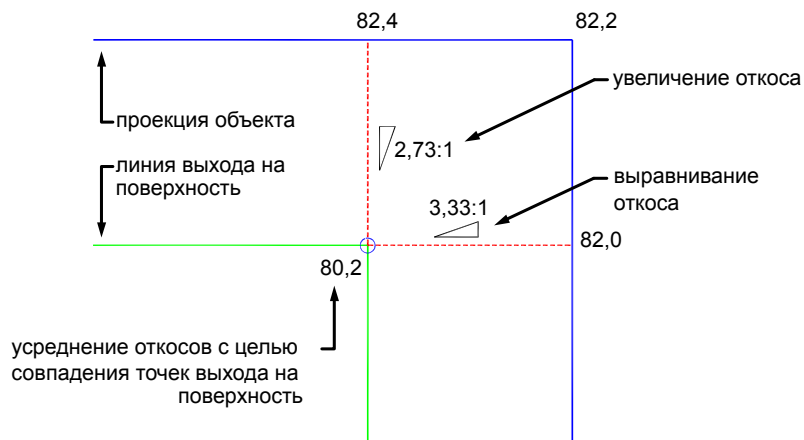 82,4
82,2
увеличение откоса
проекция объекта
2,73:1
линия выхода на
поверхность
выравнивание
откоса
3,33:1
82,0
80,2
усреднение откосов с целью
совпадения точек выхода на
поверхность